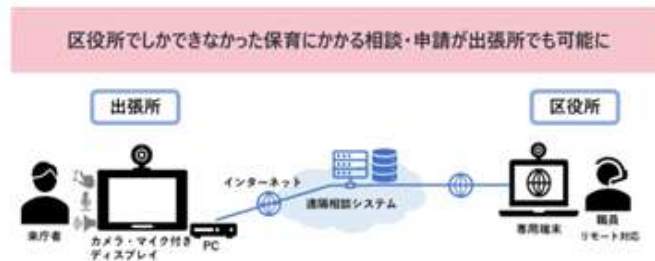 区役所でしかできなかった保育にかかる相談・申請が出張所でも可能に
出張所
区役所
インターネット
遠隔相談システム
来庁者
カメラ・マイク付き
ディスプレイ
PC
専用端末
職員
リモート対応